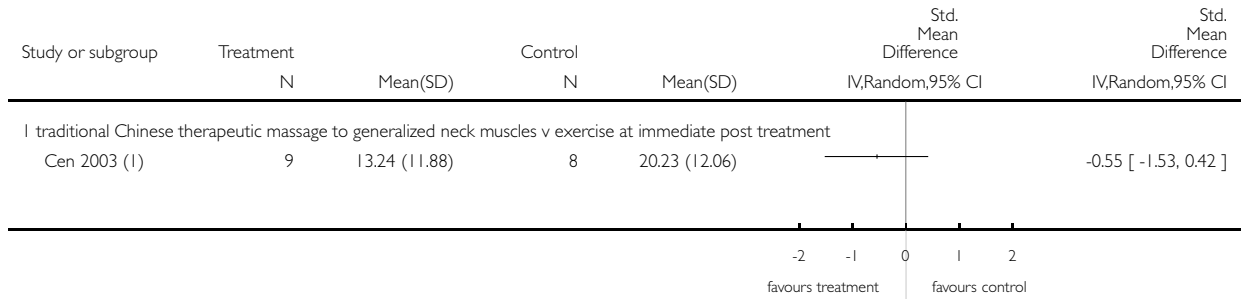 Study or subgroup Treatment Control Std. Mean Difference Std. Mean Difference
N Mean(SD) N Mean(SD) IV,Random,95% CI IV,Random,95% CI
1 traditional Chinese therapeutic massage to generalized neck muscles v exercise at immediate post treatment
Cen 2003 (1) 9 13.24 (11.88) 8 20.23 (12.06) -0.55 [ -1.53, 0.42 ]
-2 -1 0 1 2
favours treatment favours control